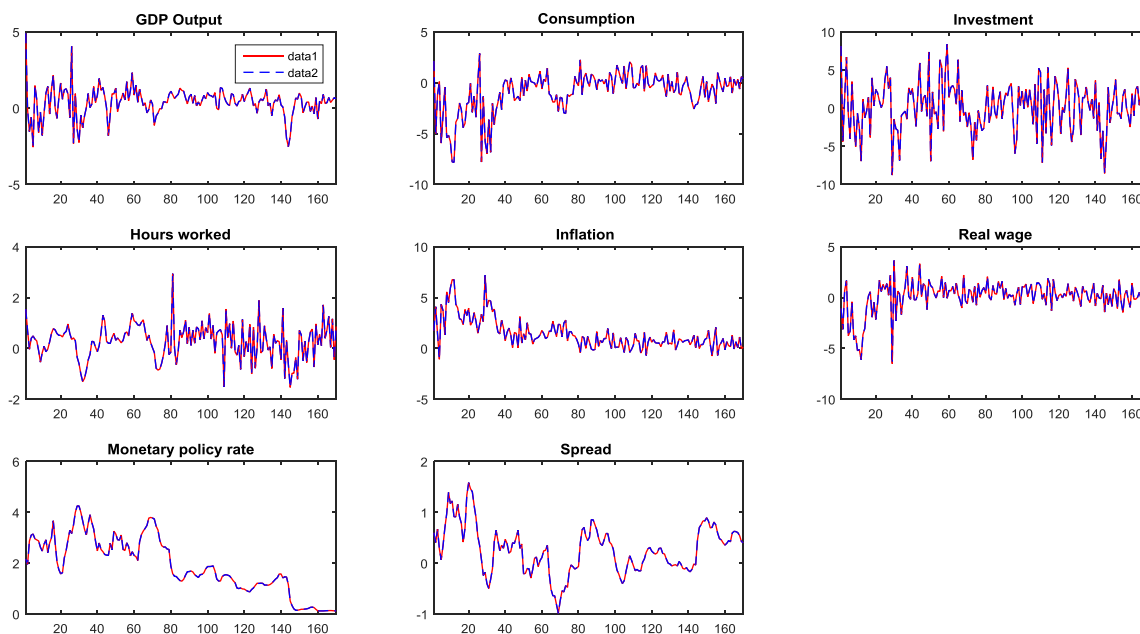 GDP Output
5
0
-5
20 40 60 80 100 120 140 160
data1
data2
Consumption
5
0
-5
-10
20 40 60 80 100 120 140 160
Investment
10
5
0
-5
-10
20 40 60 80 100 120 140 160
Hours worked
4
2
0
-2
20 40 60 80 100 120 140 160
Inflation
10
5
0
-5
20 40 60 80 100 120 140 160
Real wage
5
0
-5
-10
20 40 60 80 100 120 140 160
Monetary policy rate
6
4
2
0
20 40 60 80 100 120 140 160
Spread
2
1
0
-1
20 40 60 80 100 120 140 160